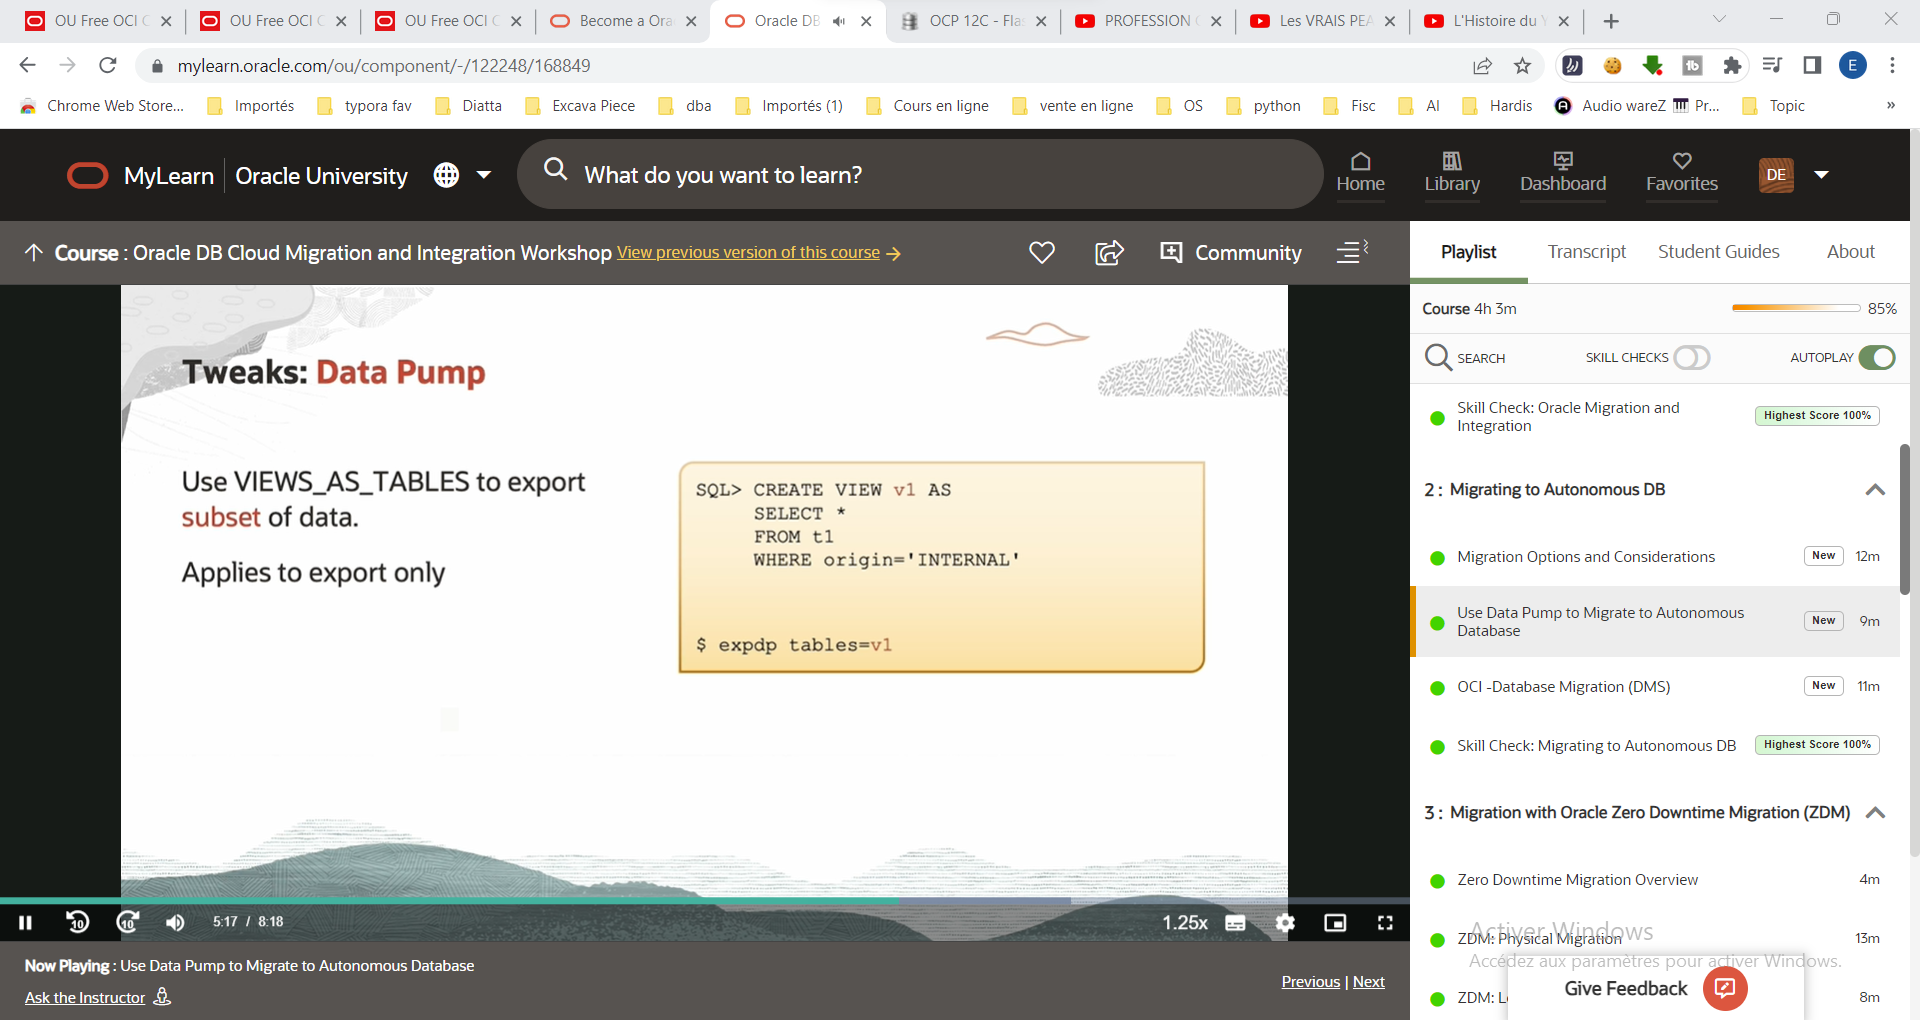 OU Free OCI C
OU Free OCI C
OU Free OCI C
Become a Ora
Oracle DB
OCP 12C - Fla
PROFESSION
Les VRAIS PEA
L'Histoire du
mylearn.oracle.com/ou/component/-/122248/168849
E
Chrome Web Store...
Importés
typora fav
Diatta
Excava Piece
dba
Importés (1)
Cours en ligne
vente en ligne
OS
python
Fisc
AI
Hardis
Audio wareZ
Pr...
Topic
»
MyLearn
Oracle University
What do you want to learn?
Home
Library
Dashboard
Favorites
DE
Course : Oracle DB Cloud Migration and Integration Workshop View previous version of this course
Community
Playlist
Transcript
Student Guides
About
Course 4h 3m
85%
SEARCH
SKILL CHECKS
AUTOPLAY
Tweaks: Data Pump
Use VIEWS_AS_TABLES to export
subset of data.
Applies to export only
SQL> CREATE VIEW v1 AS
SELECT *
FROM t1
WHERE origin='INTERNAL'
$ expdp tables=v1
Skill Check: Oracle Migration and
Integration
Highest Score 100%
2 : Migrating to Autonomous DB
Migration Options and Considerations
New
12m
Use Data Pump to Migrate to Autonomous
Database
New
9m
OCI -Database Migration (DMS)
New
11m
Skill Check: Migrating to Autonomous DB
Highest Score 100%
3 : Migration with Oracle Zero Downtime Migration (ZDM)
Zero Downtime Migration Overview
4m
ZDM: Physical Migration
13m
ZDM: L
8m
Activer Windows
Accédez aux paramètres pour activer Windows.
Give Feedback
10
10
5:17 / 8:18
1.25x
Now Playing : Use Data Pump to Migrate to Autonomous Database
Ask the Instructor
Previous | Next